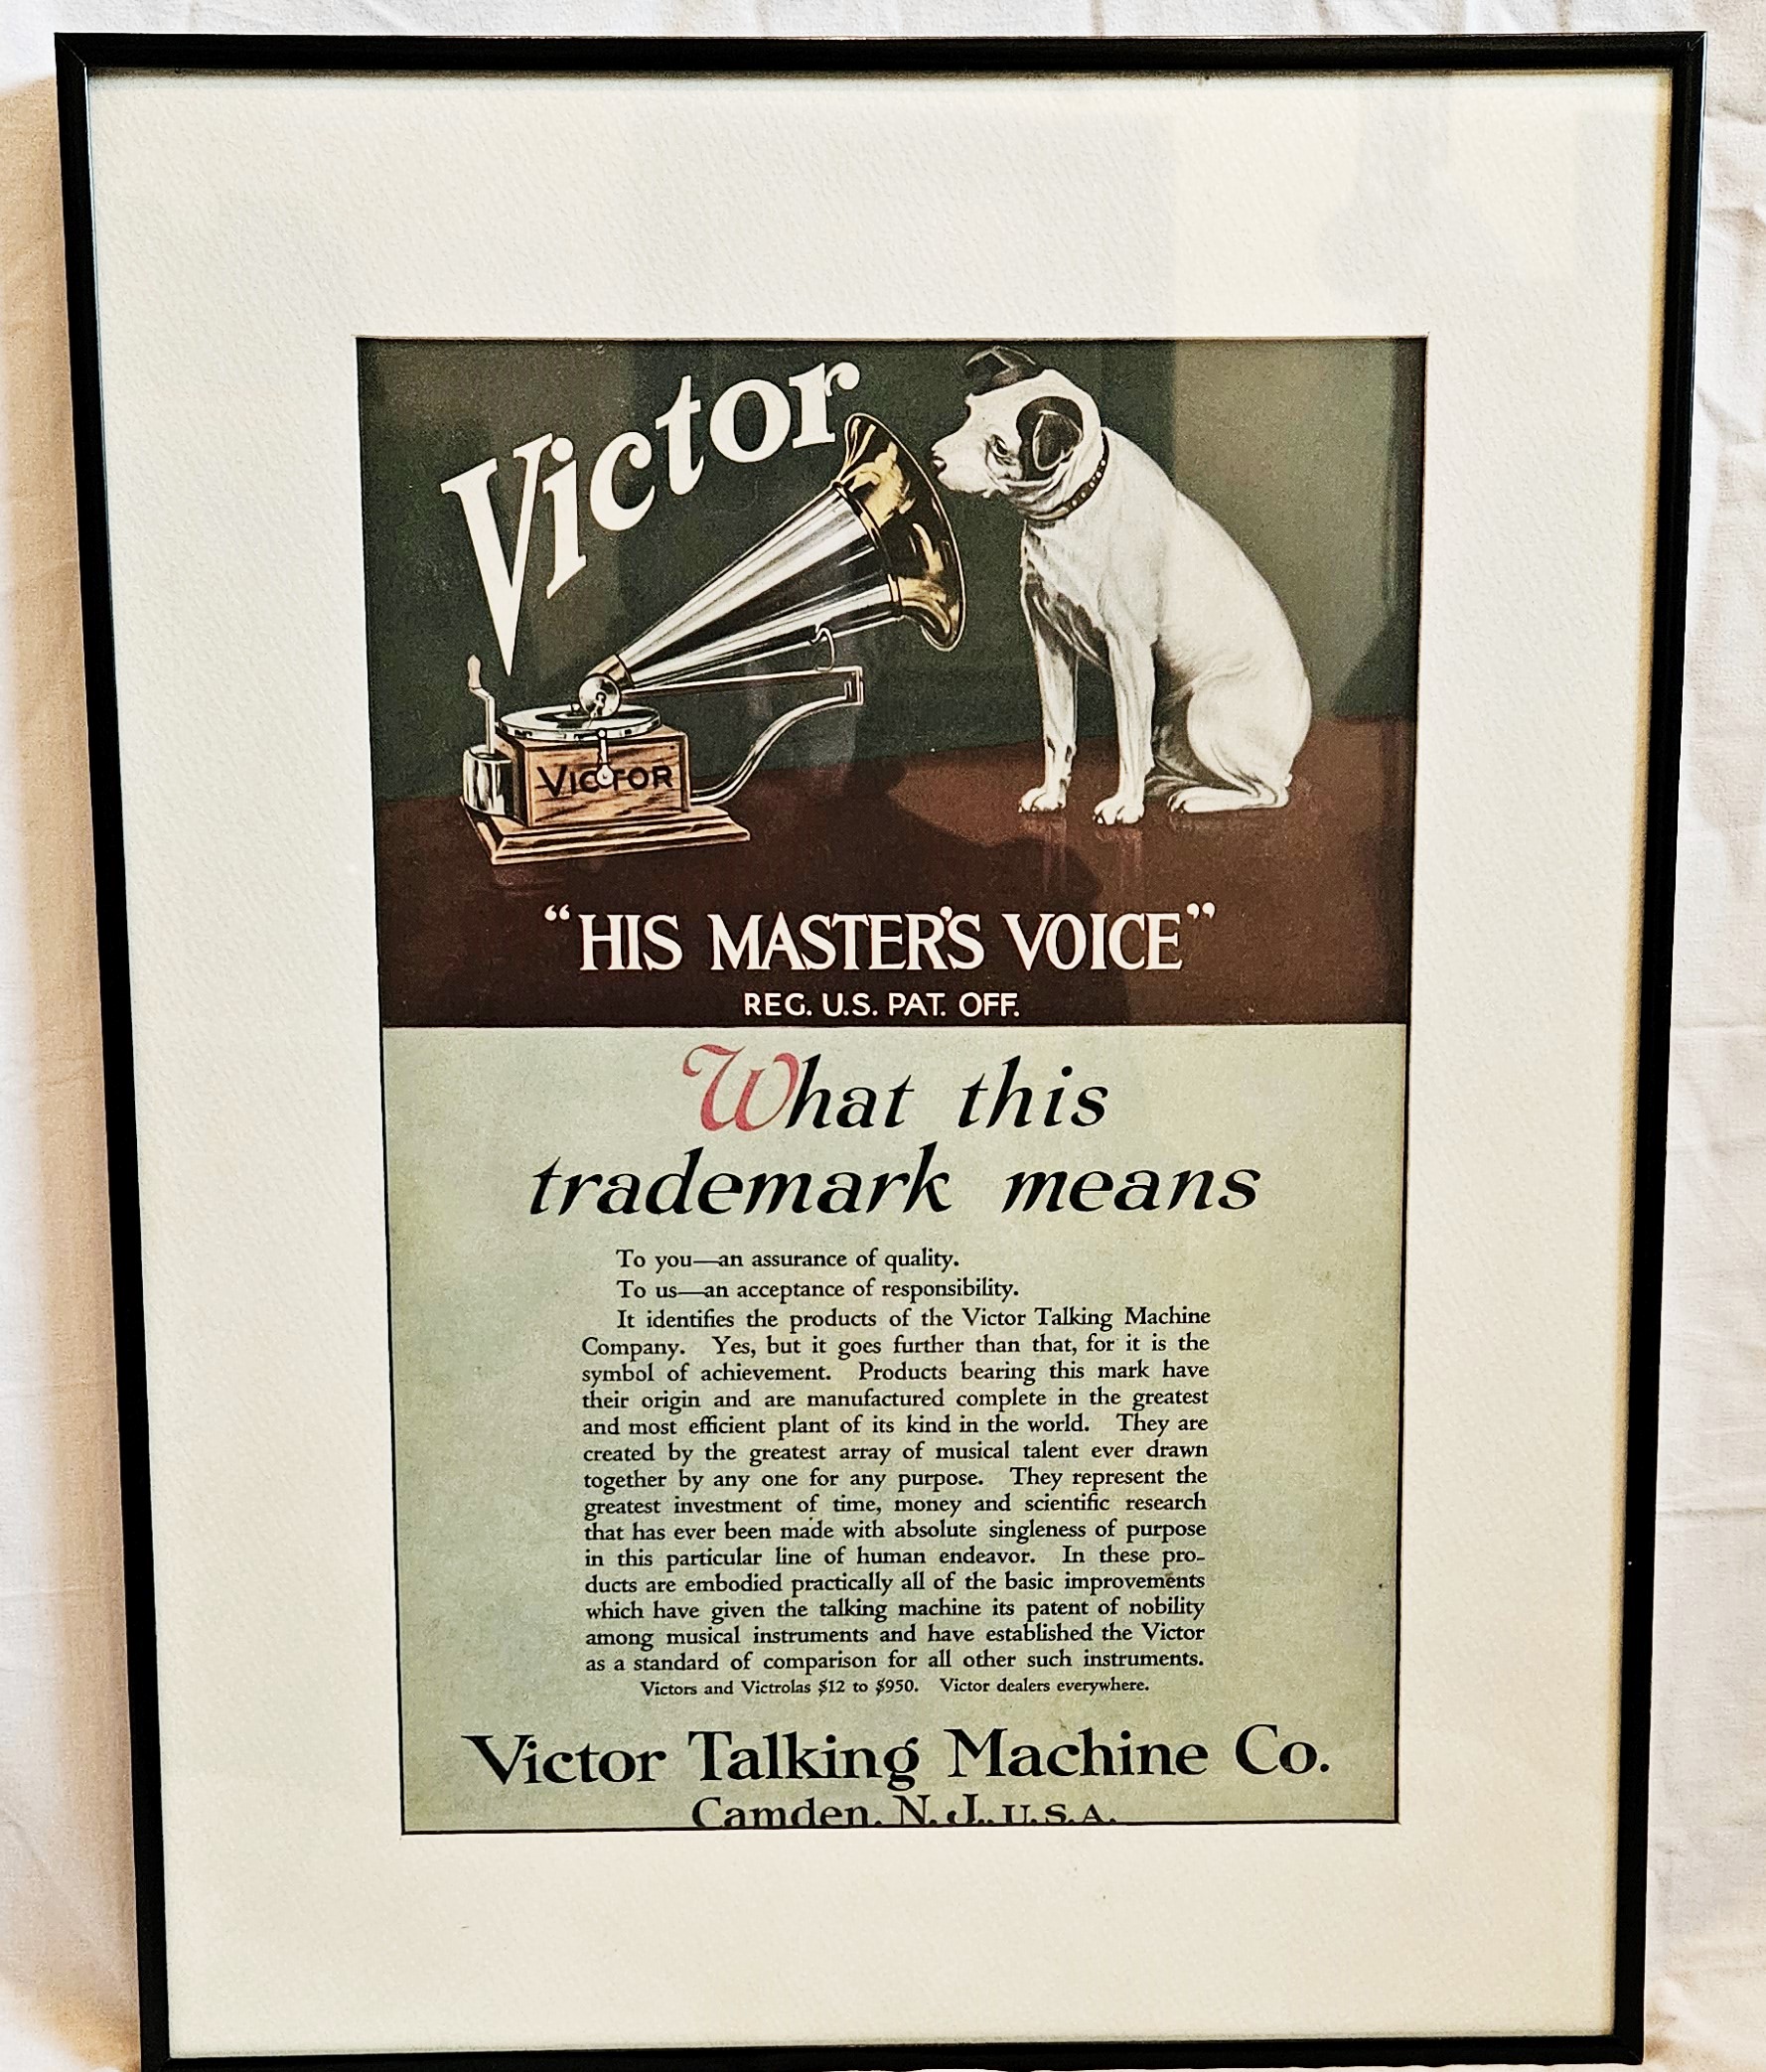 Victor
VICTOR
“HIS MASTER'S VOICE”
REG. U.S. PAT. OFF.
What this
trademark means
To you—an assurance of quality.
To us—an acceptance of responsibility.
It identifies the products of the Victor Talking Machine
Company. Yes, but it goes further than that, for it is the
symbol of achievement. Products bearing this mark have
their origin and are manufactured complete in the greatest
and most efficient plant of its kind in the world. They are
created by the greatest array of musical talent ever drawn
together by any one for any purpose. They represent the
greatest investment of time, money and scientific research
that has ever been made with absolute singleness of purpose
in this particular line of human endeavor. In these pro-
ducts are embodied practically all of the basic improvements
which have given the talking machine its patent of nobility
among musical instruments and have established the Victor
as a standard of comparison for all other such instruments.
Victors and Victrolas $12 to $950. Victor dealers everywhere.
Victor Talking Machine Co.
Camden, N. J., U.S.A.